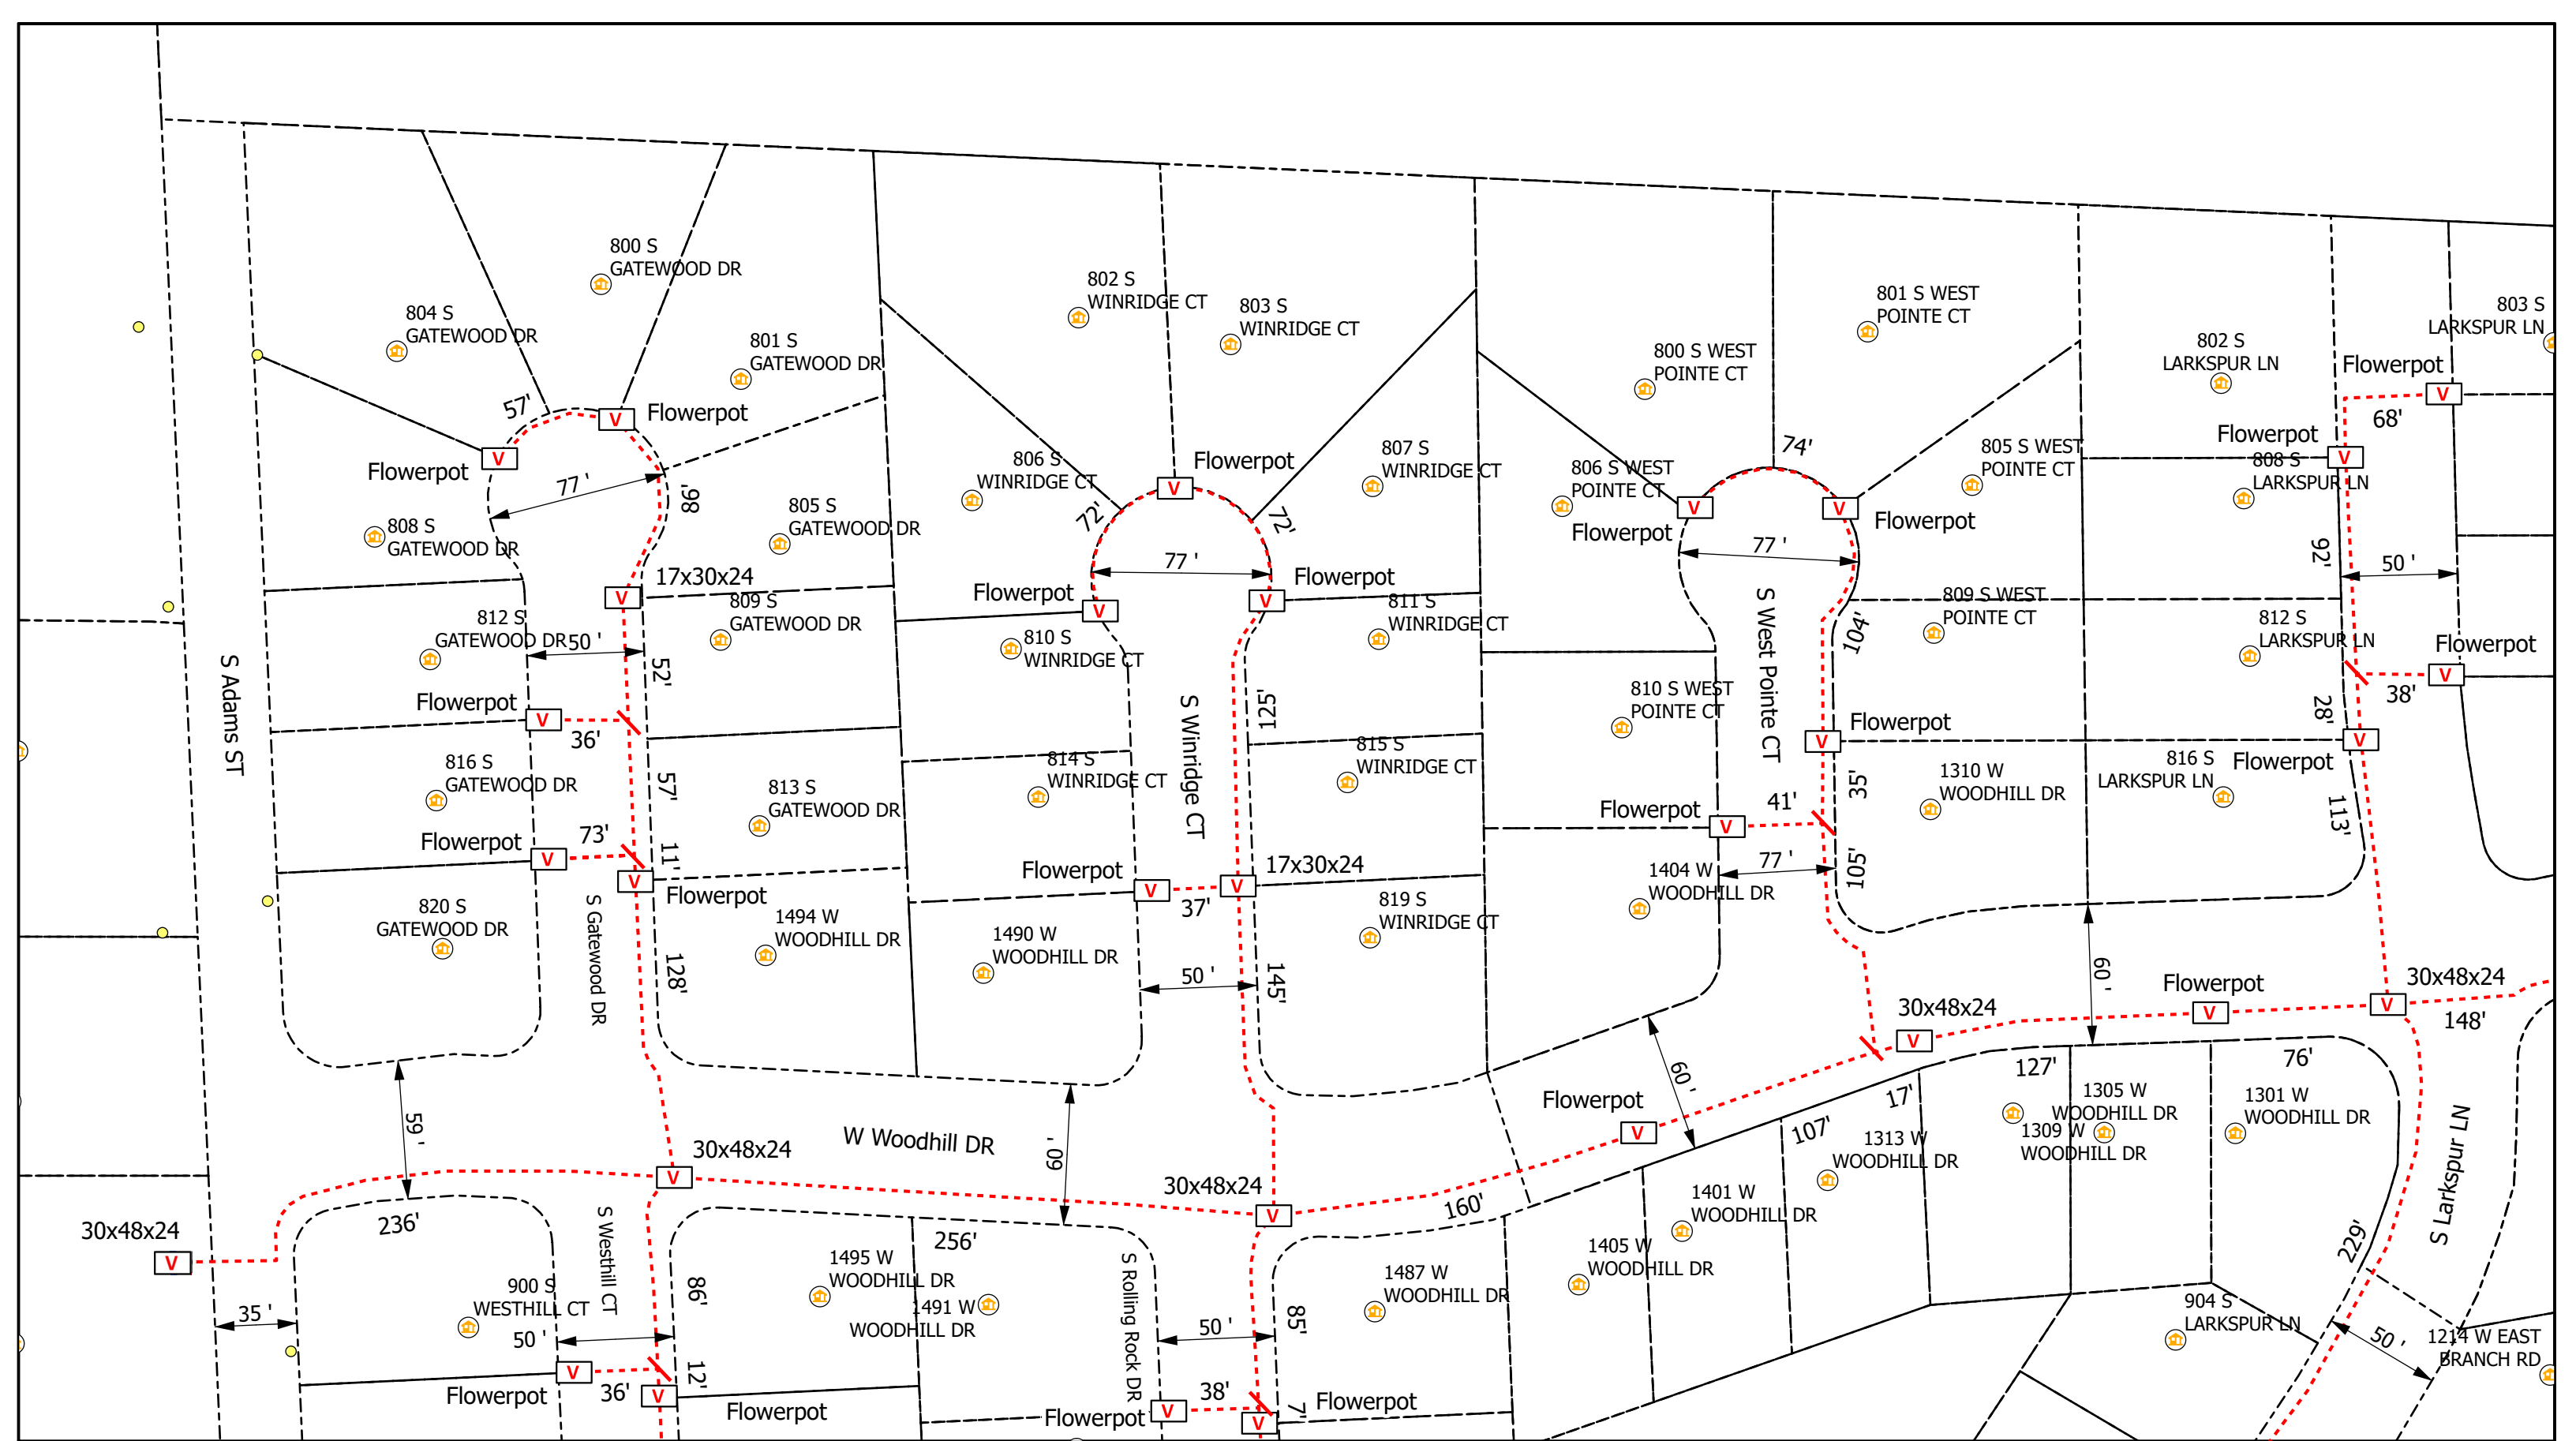 800 S
GATEWOOD DR
804 S
GATEWOOD DR
801 S
GATEWOOD DR
802 S
WINRIDGE CT
803 S
WINRIDGE CT
801 S WEST
POINTE CT
800 S WEST
POINTE CT
802 S
LARKSPUR LN
803 S
LARKSPUR LN
Flowerpot
68'
57'
Flowerpot
V
V
V
Flowerpot
77 '
98'
808 S
GATEWOOD DR
805 S
GATEWOOD DR
806 S
WINRIDGE CT
Flowerpot
V
807 S
WINRIDGE CT
72'
72'
77 '
806 S WEST
POINTE CT
Flowerpot
V
74'
V
Flowerpot
805 S WEST
POINTE CT
77 '
Flowerpot
V
808 S
LARKSPUR LN
92'
50 '
17x30x24
V
809 S
GATEWOOD DR
812 S
GATEWOOD DR
50 '
52'
Flowerpot
V
Flowerpot
V
810 S
WINRIDGE CT
811 S
WINRIDGE CT
S West Pointe CT
104'
809 S WEST
POINTE CT
812 S
LARKSPUR LN
Flowerpot
V
38'
28'
S Adams ST
Flowerpot
V
36'
816 S
GATEWOOD DR
57'
813 S
GATEWOOD DR
814 S
WINRIDGE CT
S Winridge CT
125'
815 S
WINRIDGE CT
810 S WEST
POINTE CT
Flowerpot
V
35'
1310 W
WOODHILL DR
816 S
LARKSPUR LN
Flowerpot
V
113'
Flowerpot
V
73'
11'
V
Flowerpot
Flowerpot
V
37'
17x30x24
V
Flowerpot
V
41'
77 '
105'
1404 W
WOODHILL DR
820 S
GATEWOOD DR
S Gatewood DR
128'
1494 W
WOODHILL DR
1490 W
WOODHILL DR
50 '
145'
819 S
WINRIDGE CT
60 '
30x48x24
V
Flowerpot
V
30x48x24
V
148'
59 '
W Woodhill DR
60 '
30x48x24
V
30x48x24
V
Flowerpot
V
60 '
17'
127'
76'
107'
160'
1313 W
WOODHILL DR
1305 W
WOODHILL DR
1309 W
WOODHILL DR
1301 W
WOODHILL DR
S Larkspur LN
229'
30x48x24
V
236'
256'
1401 W
WOODHILL DR
1405 W
WOODHILL DR
35 '
900 S
WESTHILL CT
S Westhill CT
50 '
86'
1495 W
WOODHILL DR
1491 W
WOODHILL DR
S Rolling Rock DR
50 '
85'
1487 W
WOODHILL DR
904 S
LARKSPUR LN
50 '
1214 W EAST
BRANCH RD
Flowerpot
V
36'
12'
V
Flowerpot
Flowerpot
V
38'
V
7'
Flowerpot